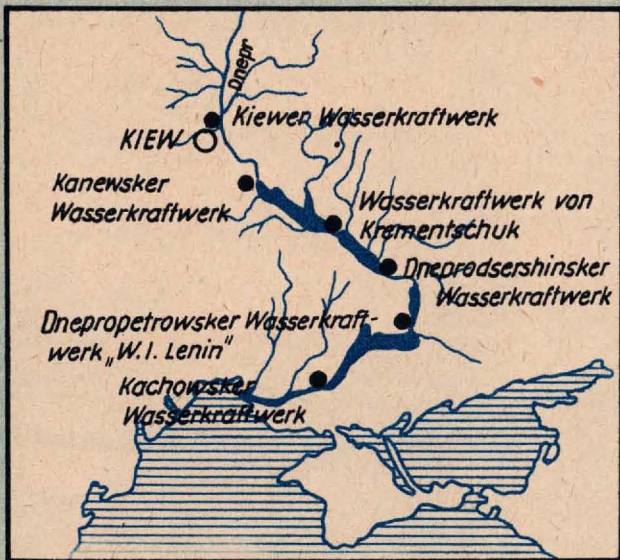 Dnepr
Kiewer Wasserkraftwerk
KIEW
Kanewsker
Wasserkraftwerk
Wasserkraftwerk von
Krementschuk
Dneprodsershinsker
Wasserkraftwerk
Dnepropetrowsker Wasserkraft-
werk „W. I. Lenin"
Kachowsker
Wasserkraftwerk